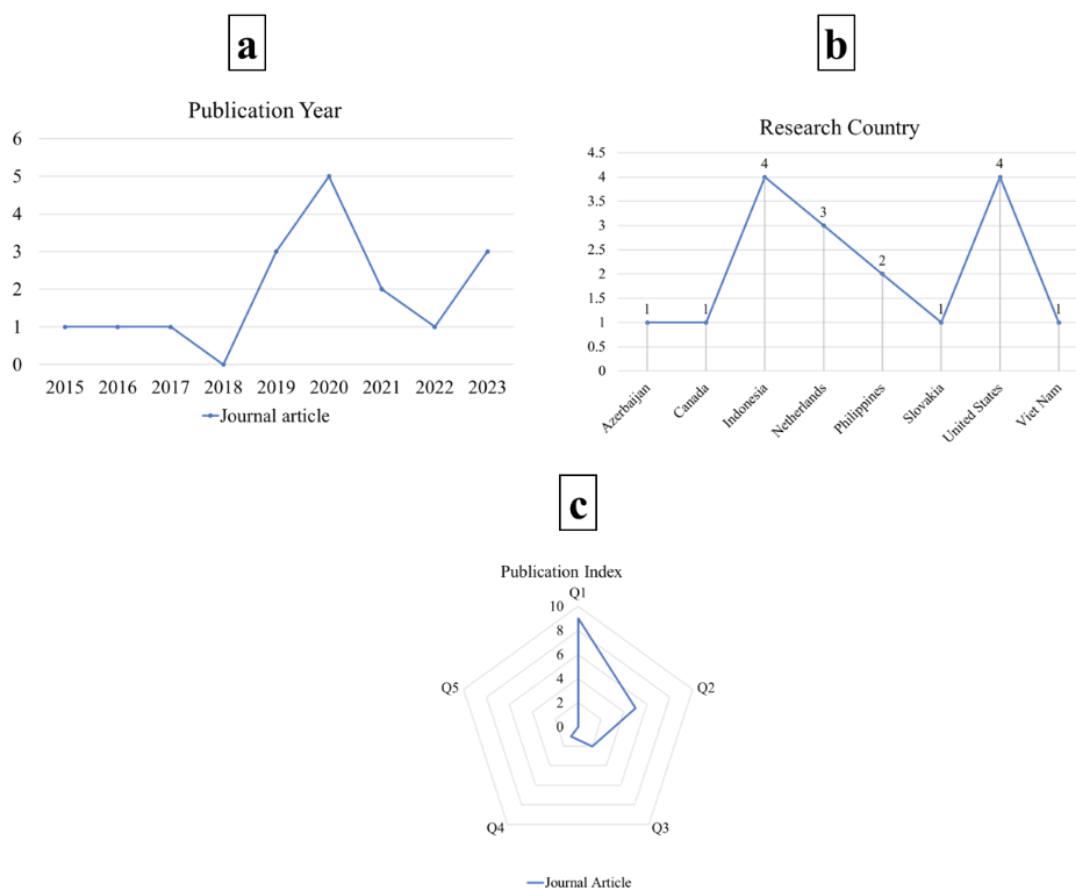 a
Publication Year
6
5
4
3
2
1
0
2015 2016 2017 2018 2019 2020 2021 2022 2023
Journal article
b
Research Country
4.5
4
3.5
3
2.5
2
1.5
1
0.5
0
1 1 4 3 2 1 4 1
Azerbaijan
Canada
Indonesia
Netherlands
Philippines
Slovakia
United States
Viet Nam
c
Publication Index
Q1
10
8
6
4
2
0
Q5
Q2
Q4
Q3
Journal Article